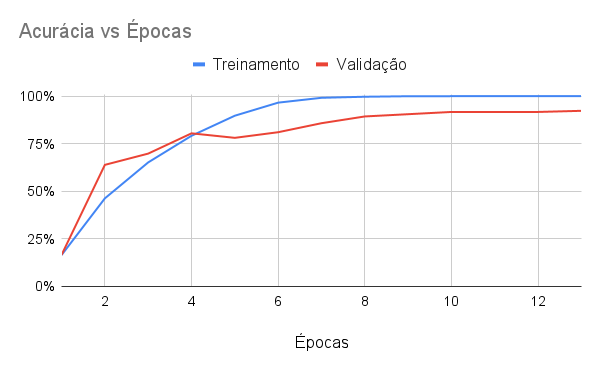 Acurácia vs Épocas
Treinamento Validação
100%
75%
50%
25%
0%
2 4 6 8 10 12
Épocas